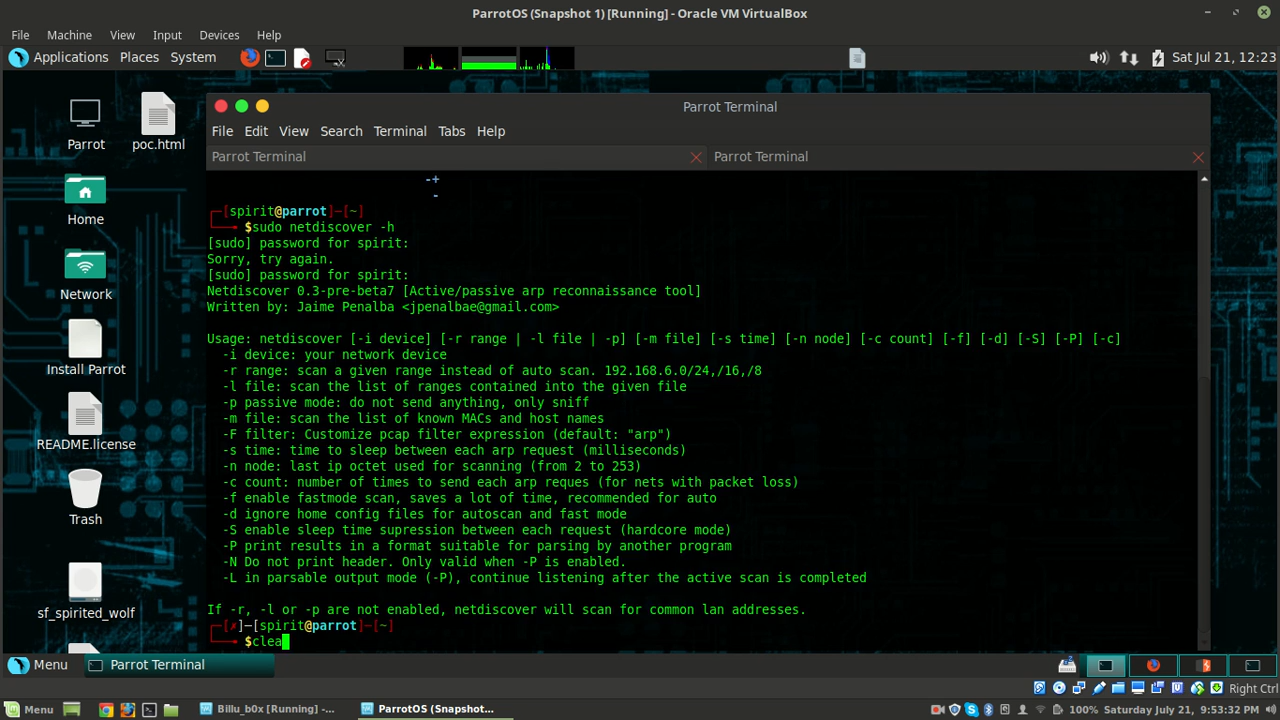 ParrotOS (Snapshot 1) [Running] - Oracle VM VirtualBox
File Machine View Input Devices Help
Applications Places System
Sat Jul 21, 12:23
Parrot
poc.html
Home
Network
Install Parrot
README.license
Trash
sf_spirited_wolf
Parrot Terminal
File Edit View Search Terminal Tabs Help
Parrot Terminal
Parrot Terminal
-+
-
┌─[spirit@parrot]─[~]
└──╼ $sudo netdiscover -h
[sudo] password for spirit:
Sorry, try again.
[sudo] password for spirit:
Netdiscover 0.3-pre-beta7 [Active/passive arp reconnaissance tool]
Written by: Jaime Penalba <jpenalbae@gmail.com>
Usage: netdiscover [-i device] [-r range | -l file | -p] [-m file] [-s time] [-n node] [-c count] [-f] [-d] [-S] [-P] [-c]
-i device: your network device
-r range: scan a given range instead of auto scan. 192.168.6.0/24,/16,/8
-l file: scan the list of ranges contained into the given file
-p passive mode: do not send anything, only sniff
-m file: scan the list of known MACs and host names
-F filter: Customize pcap filter expression (default: "arp")
-s time: time to sleep between each arp request (milliseconds)
-n node: last ip octet used for scanning (from 2 to 253)
-c count: number of times to send each arp reques (for nets with packet loss)
-f enable fastmode scan, saves a lot of time, recommended for auto
-d ignore home config files for autoscan and fast mode
-S enable sleep time supression between each request (hardcore mode)
-P print results in a format suitable for parsing by another program
-N Do not print header. Only valid when -P is enabled.
-L in parsable output mode (-P), continue listening after the active scan is completed
If -r, -l or -p are not enabled, netdiscover will scan for common lan addresses.
┌─[✗]─[spirit@parrot]─[~]
└──╼ $clea
Menu
Parrot Terminal
Right Ctrl
Menu
Billu_b0x [Running] -...
ParrotOS (Snapshot...
100% Saturday July 21, 9:53:32 PM